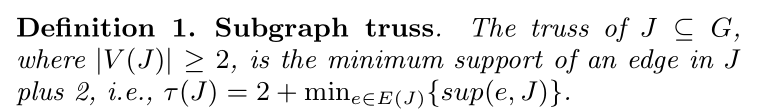 Definition 1. Subgraph truss. The truss of J ⊆ G,
where |V(J)| ≥ 2, is the minimum support of an edge in J
plus 2, i.e., τ(J) = 2 + min_{e∈E(J)}{sup(e, J)}.